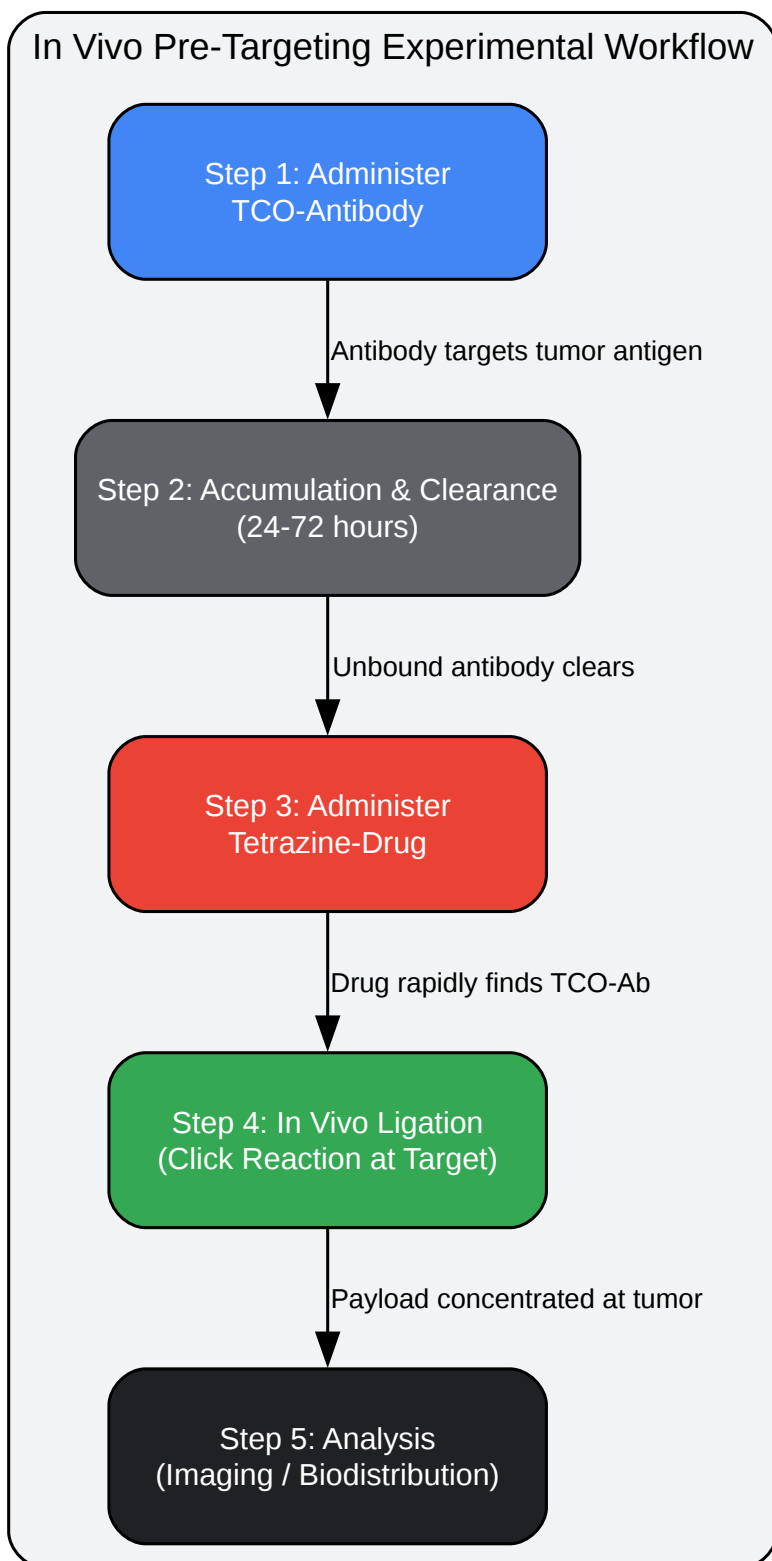 In Vivo Pre-Targeting Experimental Workflow
Step 1: Administer
TCO-Antibody
Antibody targets tumor antigen
Step 2: Accumulation & Clearance
(24-72 hours)
Unbound antibody clears
Step 3: Administer
Tetrazine-Drug
Drug rapidly finds TCO-Ab
Step 4: In Vivo Ligation
(Click Reaction at Target)
Payload concentrated at tumor
Step 5: Analysis
(Imaging / Biodistribution)